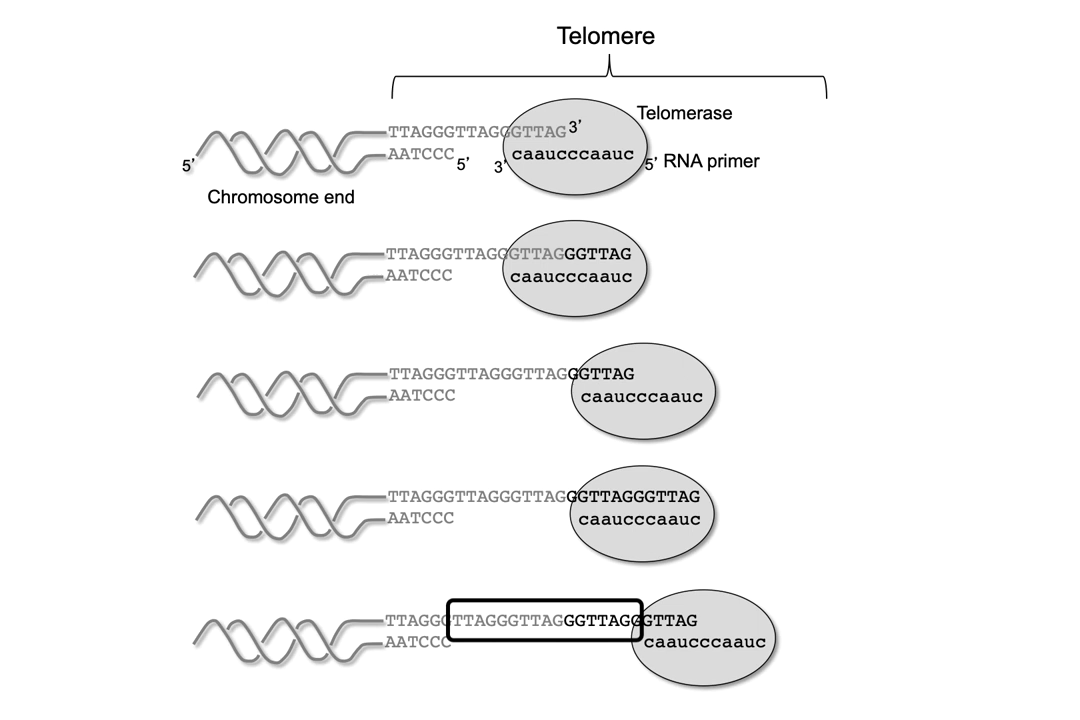 Telomere
Telomerase
TTAGGGTTAGGGTTAG 3’
5’ AATCCC 5’ 3’ caaucccaauc 5’ RNA primer
Chromosome end
TTAGGGTTAGGGTTAGGGTTAG
AATCCC caaucccaauc
TTAGGGTTAGGGTTAGGGTTAG
AATCCC caaucccaauc
TTAGGGTTAGGGTTAGGGTTAGGGTTAG
AATCCC caaucccaauc
TTAGGGTTAGGGTTAGGGTTAGGGTTAG
AATCCC caaucccaauc